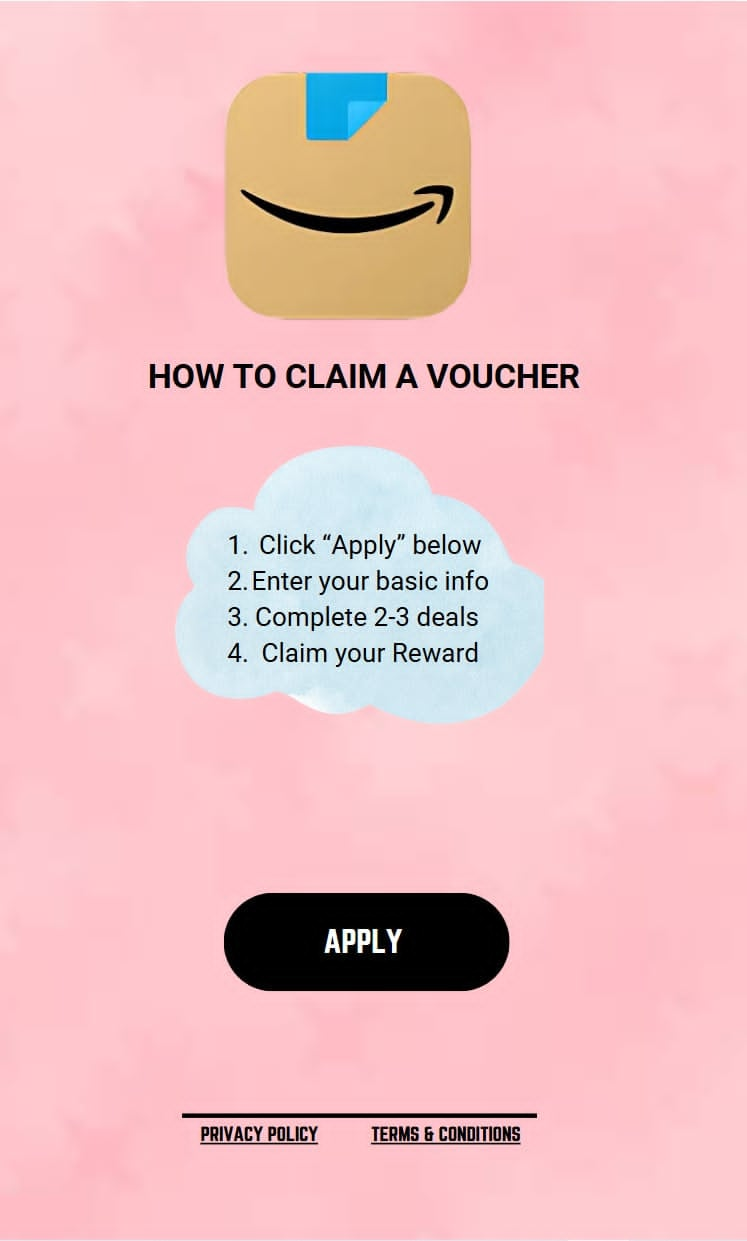 HOW TO CLAIM A VOUCHER
1. Click “Apply” below
2. Enter your basic info
3. Complete 2-3 deals
4. Claim your Reward
APPLY
PRIVACY POLICY TERMS & CONDITIONS